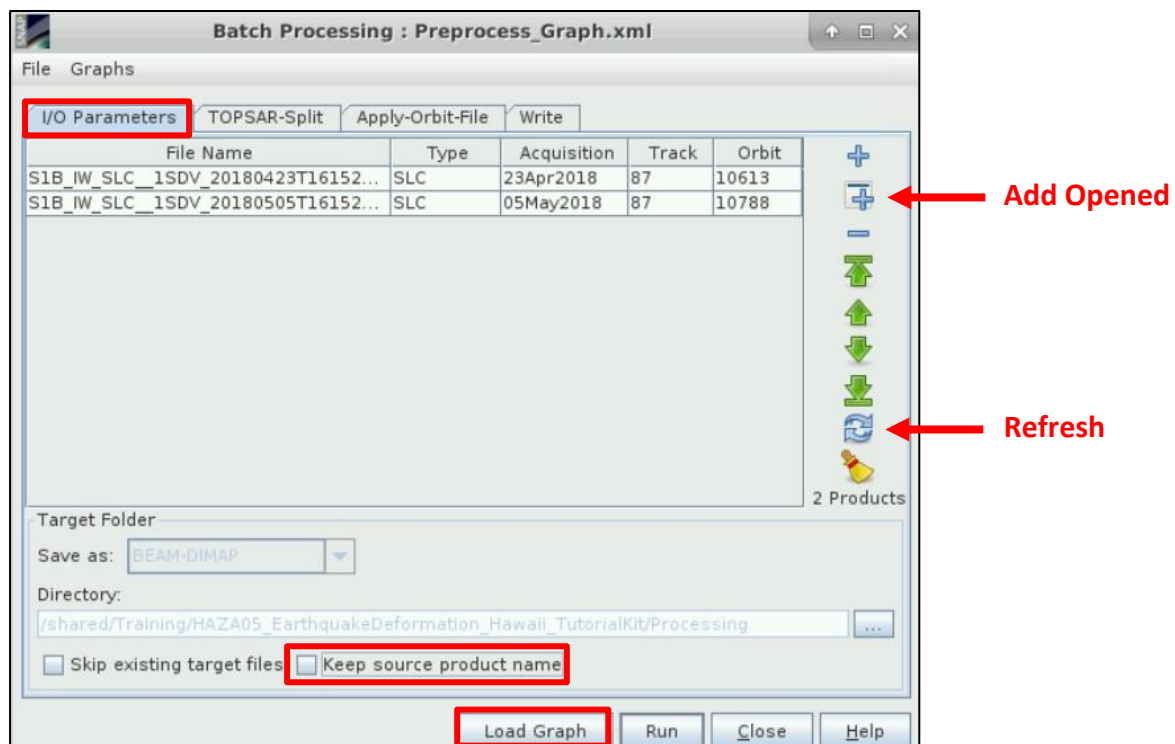 SNAP
Batch Processing : Preprocess_Graph.xml
File Graphs
I/O Parameters TOPSAR-Split Apply-Orbit-File Write
File Name Type Acquisition Track Orbit
S1B_IW_SLC__1SDV_20180423T16152... SLC 23Apr2018 87 10613
S1B_IW_SLC__1SDV_20180505T16152... SLC 05May2018 87 10788
Add Opened
Refresh
2 Products
Target Folder
Save as: BEAM-DIMAP
Directory:
/shared/Training/HAZA05_EarthquakeDeformation_Hawaii_TutorialKit/Processing ...
Skip existing target files Keep source product name
Load Graph Run Close Help